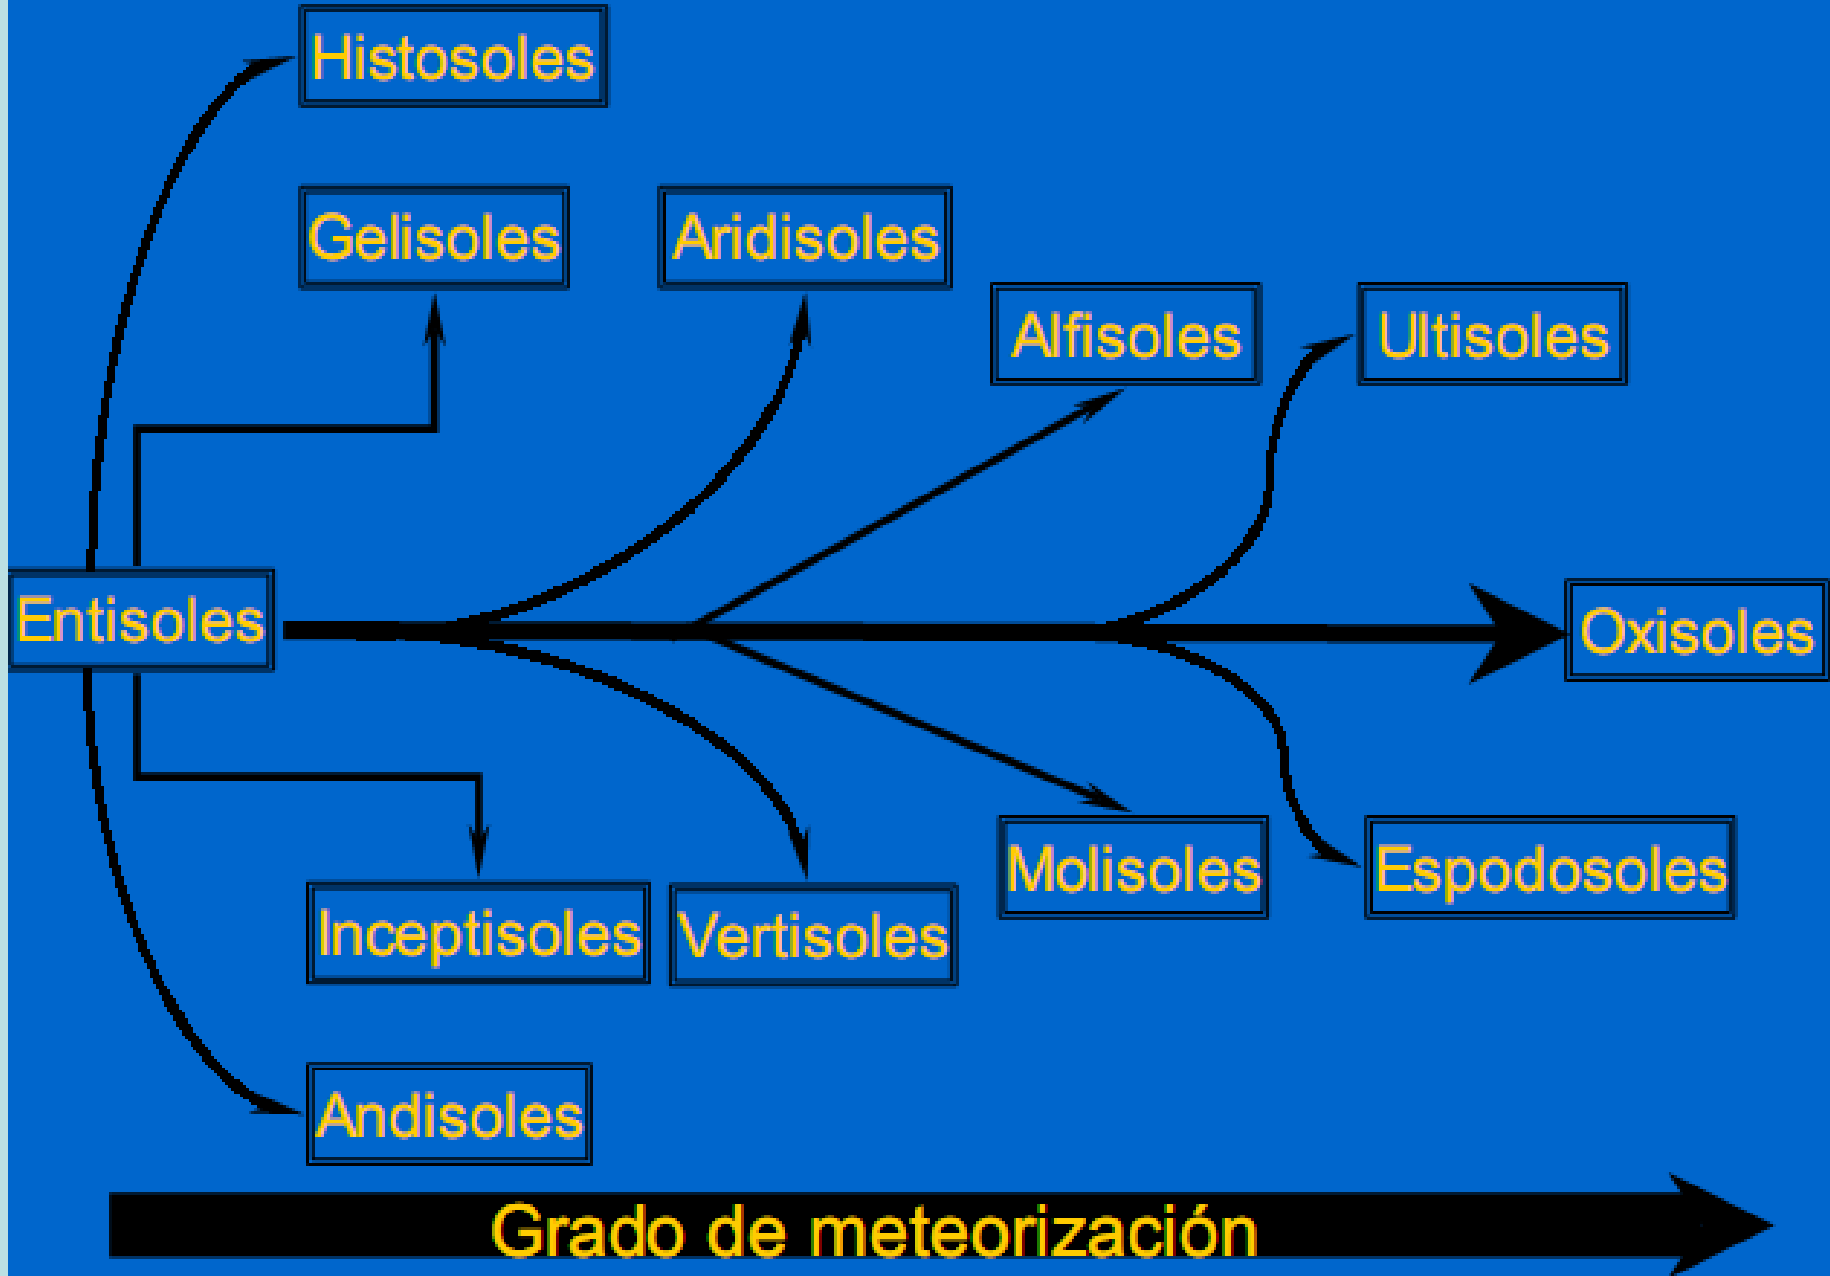 Histosoles
Gelisoles
Aridisoles
Alfisoles
Ultisoles
Entisoles
Oxisoles
Molisoles
Espodosoles
Inceptisoles
Vertisoles
Andisoles
Grado de meteorización